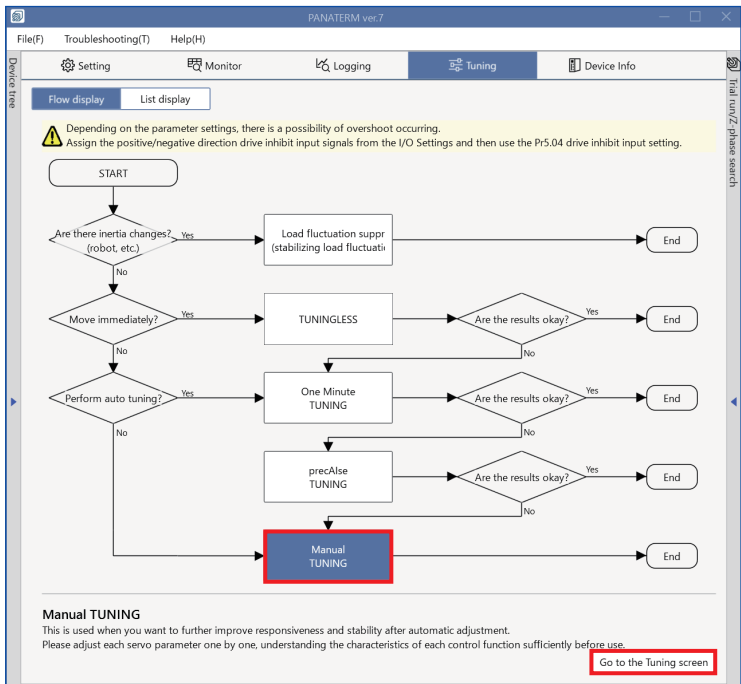 PANATERM ver.7
File(F) Troubleshooting(T) Help(H)
Device tree
Setting Monitor Logging Tuning Device Info
Trial run/Z-phase search
Flow display List display
Depending on the parameter settings, there is a possibility of overshoot occurring.
Assign the positive/negative direction drive inhibit input signals from the I/O Settings and then use the Pr5.04 drive inhibit input setting.
START
Are there inertia changes?
(robot, etc.)
Yes
Load fluctuation suppr
(stabilizing load fluctuati
End
No
Move immediately?
Yes
TUNINGLESS
Are the results okay?
Yes
End
No
No
Perform auto tuning?
Yes
One Minute
TUNING
Are the results okay?
Yes
End
No
No
precAIse
TUNING
Are the results okay?
Yes
End
No
Manual
TUNING
End
Manual TUNING
This is used when you want to further improve responsiveness and stability after automatic adjustment.
Please adjust each servo parameter one by one, understanding the characteristics of each control function sufficiently before use.
Go to the Tuning screen